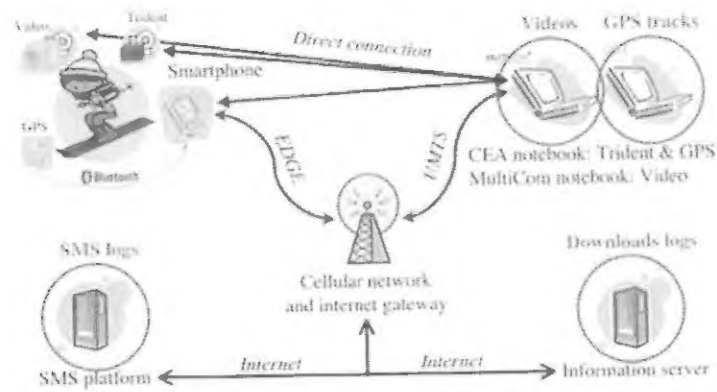 Video
Trident
Direct connection
Videos
GPS tracks
Smartphone
GPS
EDGE
UMTS
CEA notebook: Trident & GPS
MultiCom notebook: Video
Bluetooth
SMS logs
Downloads logs
Cellular network
and internet gateway
Internet
Internet
SMS platform
Information server